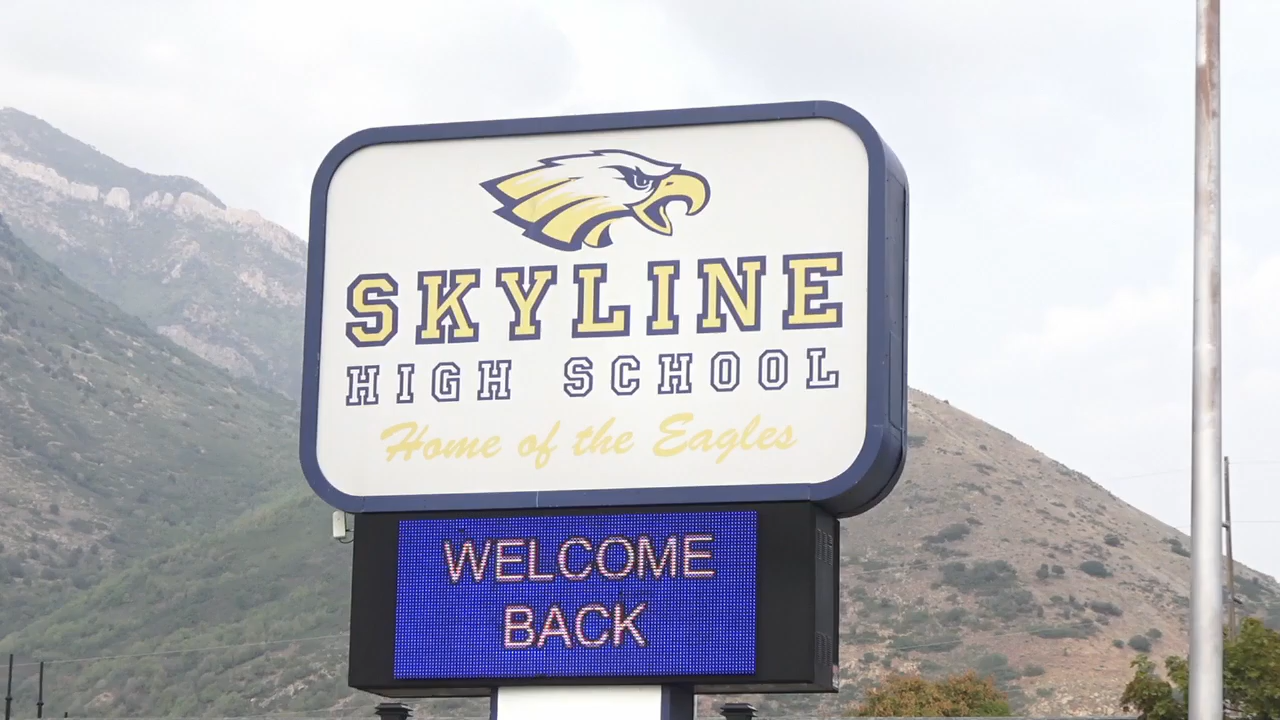 SKYLINE
HIGH SCHOOL
Home of the Eagles
WELCOME
BACK